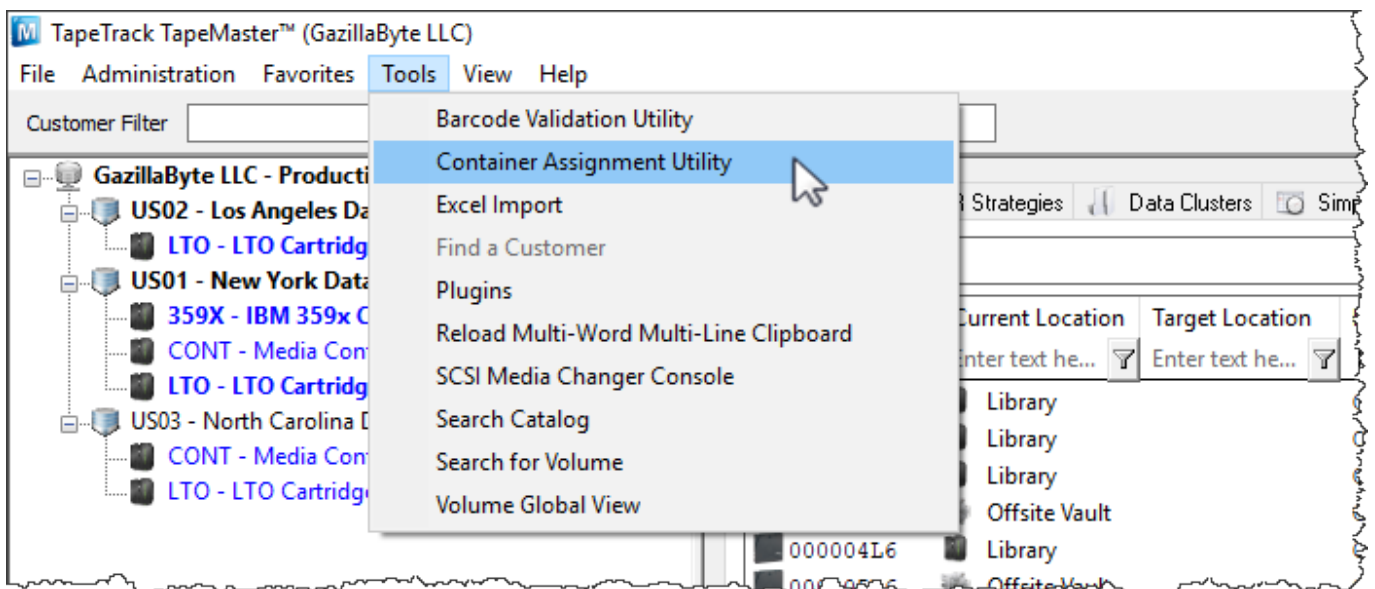 TapeTrack TapeMaster™ (GazillaByte LLC)
File Administration Favorites Tools View Help
Customer Filter
Barcode Validation Utility
Container Assignment Utility
Excel Import
Find a Customer
Plugins
Reload Multi-Word Multi-Line Clipboard
SCSI Media Changer Console
Search Catalog
Search for Volume
Volume Global View
GazillaByte LLC - Producti
US02 - Los Angeles Da
LTO - LTO Cartridg
US01 - New York Data
359X - IBM 359x C
CONT - Media Con
LTO - LTO Cartridg
US03 - North Carolina D
CONT - Media Con
LTO - LTO Cartridge
Strategies Data Clusters Simp
Current Location Target Location
Enter text he... Enter text he...
Library
Library
Library
Offsite Vault
000004L6 Library
Offsite Vault